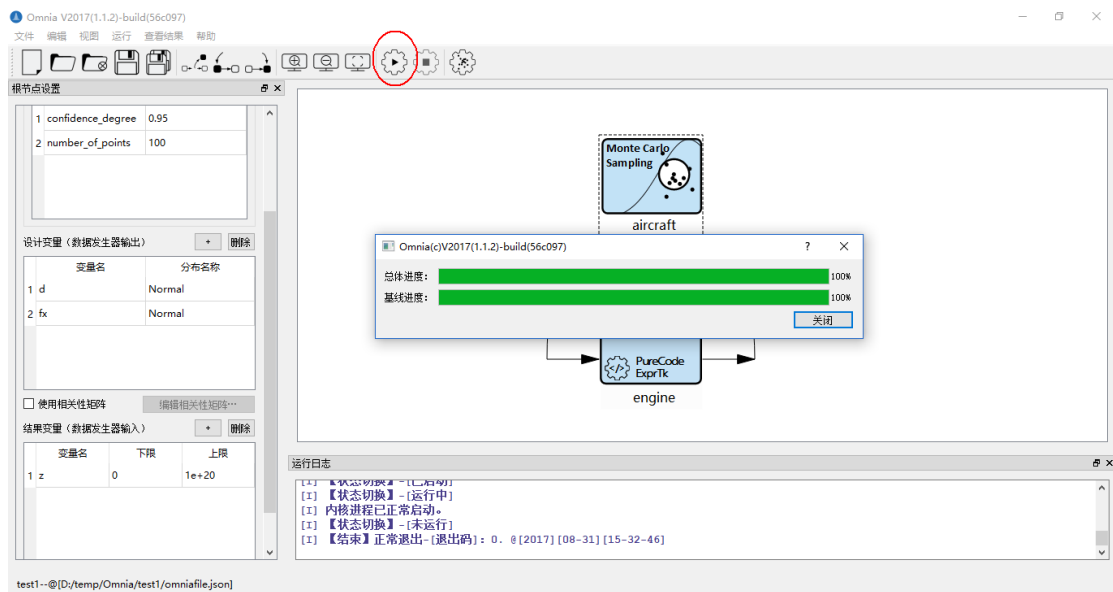 Omnia V2017(1.1.2)-build(56c097)
文件 编辑 视图 运行 查看结果 帮助
根节点设置
1 confidence_degree 0.95
2 number_of_points 100
设计变量（数据发生器输出） + 删除
变量名 分布名称
1 d Normal
2 fx Normal
使用相关性矩阵 编辑相关性矩阵…
结果变量（数据发生器输入） + 删除
变量名 下限 上限
1 z 0 1e+20
Monte Carlo
Sampling
aircraft
Omnia(c)V2017(1.1.2)-build(56c097) ?
总体进度： 100%
基线进度： 100%
关闭
PureCode
ExprTk
engine
运行日志
[I] 【状态切换】-[已启动]
[I] 【状态切换】-[运行中]
[I] 内核进程已正常启动。
[I] 【状态切换】-[未运行]
[I] 【结束】正常退出-[退出码]：0. @[2017][08-31][15-32-46]
test1--@[D:/temp/Omnia/test1/omniafile.json]